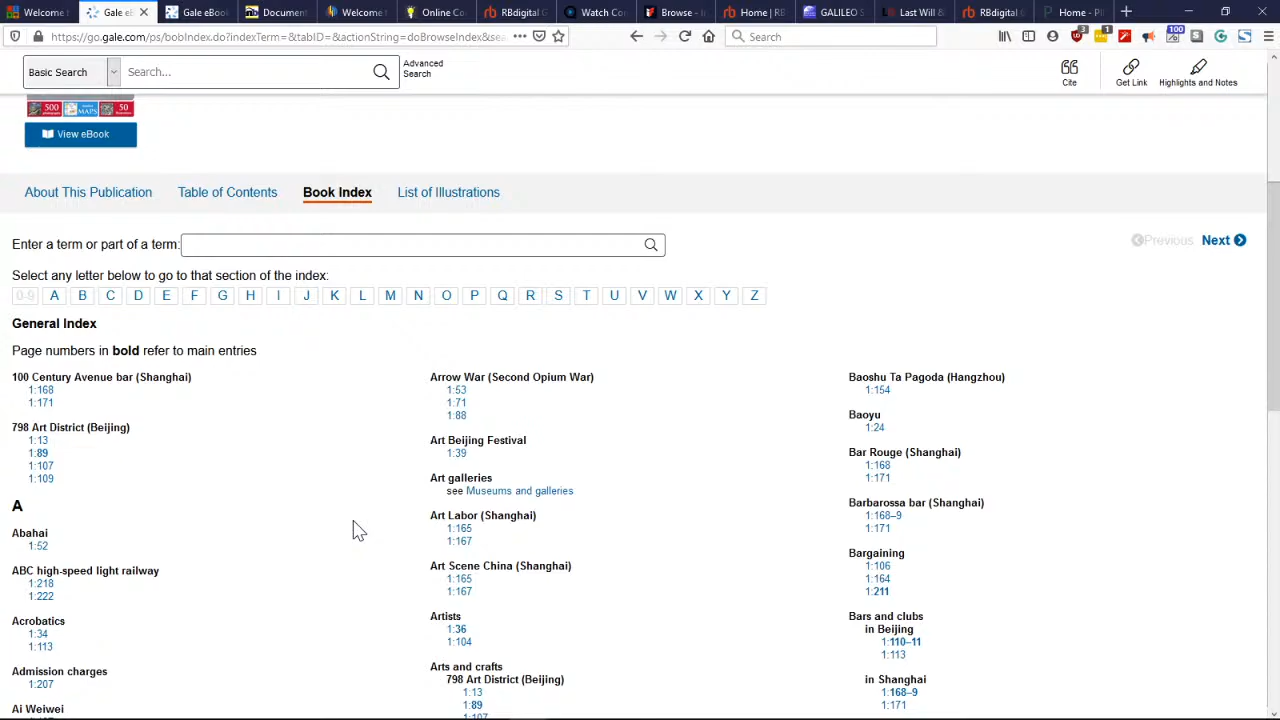 Welcome t
Gale e
Gale eBoo
Document
Welcome t
Online Co
RBdigital G
Watch Co
Browse - I
Home | RB
GALILEO S
Last Will &
RBdigital
Home - Pi
https://go.gale.com/ps/bobIndex.do?indexTerm=&tabID=&actionString=DoBrowseIndex&sea
Search
3
1
100
Basic Search
Search...
Advanced
Search
Cite
Get Link
Highlights and Notes
500
MAPS
50
View eBook
About This Publication
Table of Contents
Book Index
List of Illustrations
Enter a term or part of a term:
Previous
Next
Select any letter below to go to that section of the index:
0-9 A B C D E F G H I J K L M N O P Q R S T U V W X Y Z
General Index
Page numbers in bold refer to main entries
100 Century Avenue bar (Shanghai)
1:168
1:171
798 Art District (Beijing)
1:13
1:89
1:107
1:109
A
Abahai
1:52
ABC high-speed light railway
1:218
1:222
Acrobatics
1:34
1:113
Admission charges
1:207
Ai Weiwei
Arrow War (Second Opium War)
1:53
1:71
1:88
Art Beijing Festival
1:39
Art galleries
see Museums and galleries
Art Labor (Shanghai)
1:165
1:167
Art Scene China (Shanghai)
1:165
1:167
Artists
1:36
1:104
Arts and crafts
798 Art District (Beijing)
1:13
1:89
1:107
Baoshu Ta Pagoda (Hangzhou)
1:154
Baoyu
1:24
Bar Rouge (Shanghai)
1:168
1:171
Barbarossa bar (Shanghai)
1:168–9
1:171
Bargaining
1:106
1:164
1:211
Bars and clubs
in Beijing
1:110–11
1:113
in Shanghai
1:168–9
1:171